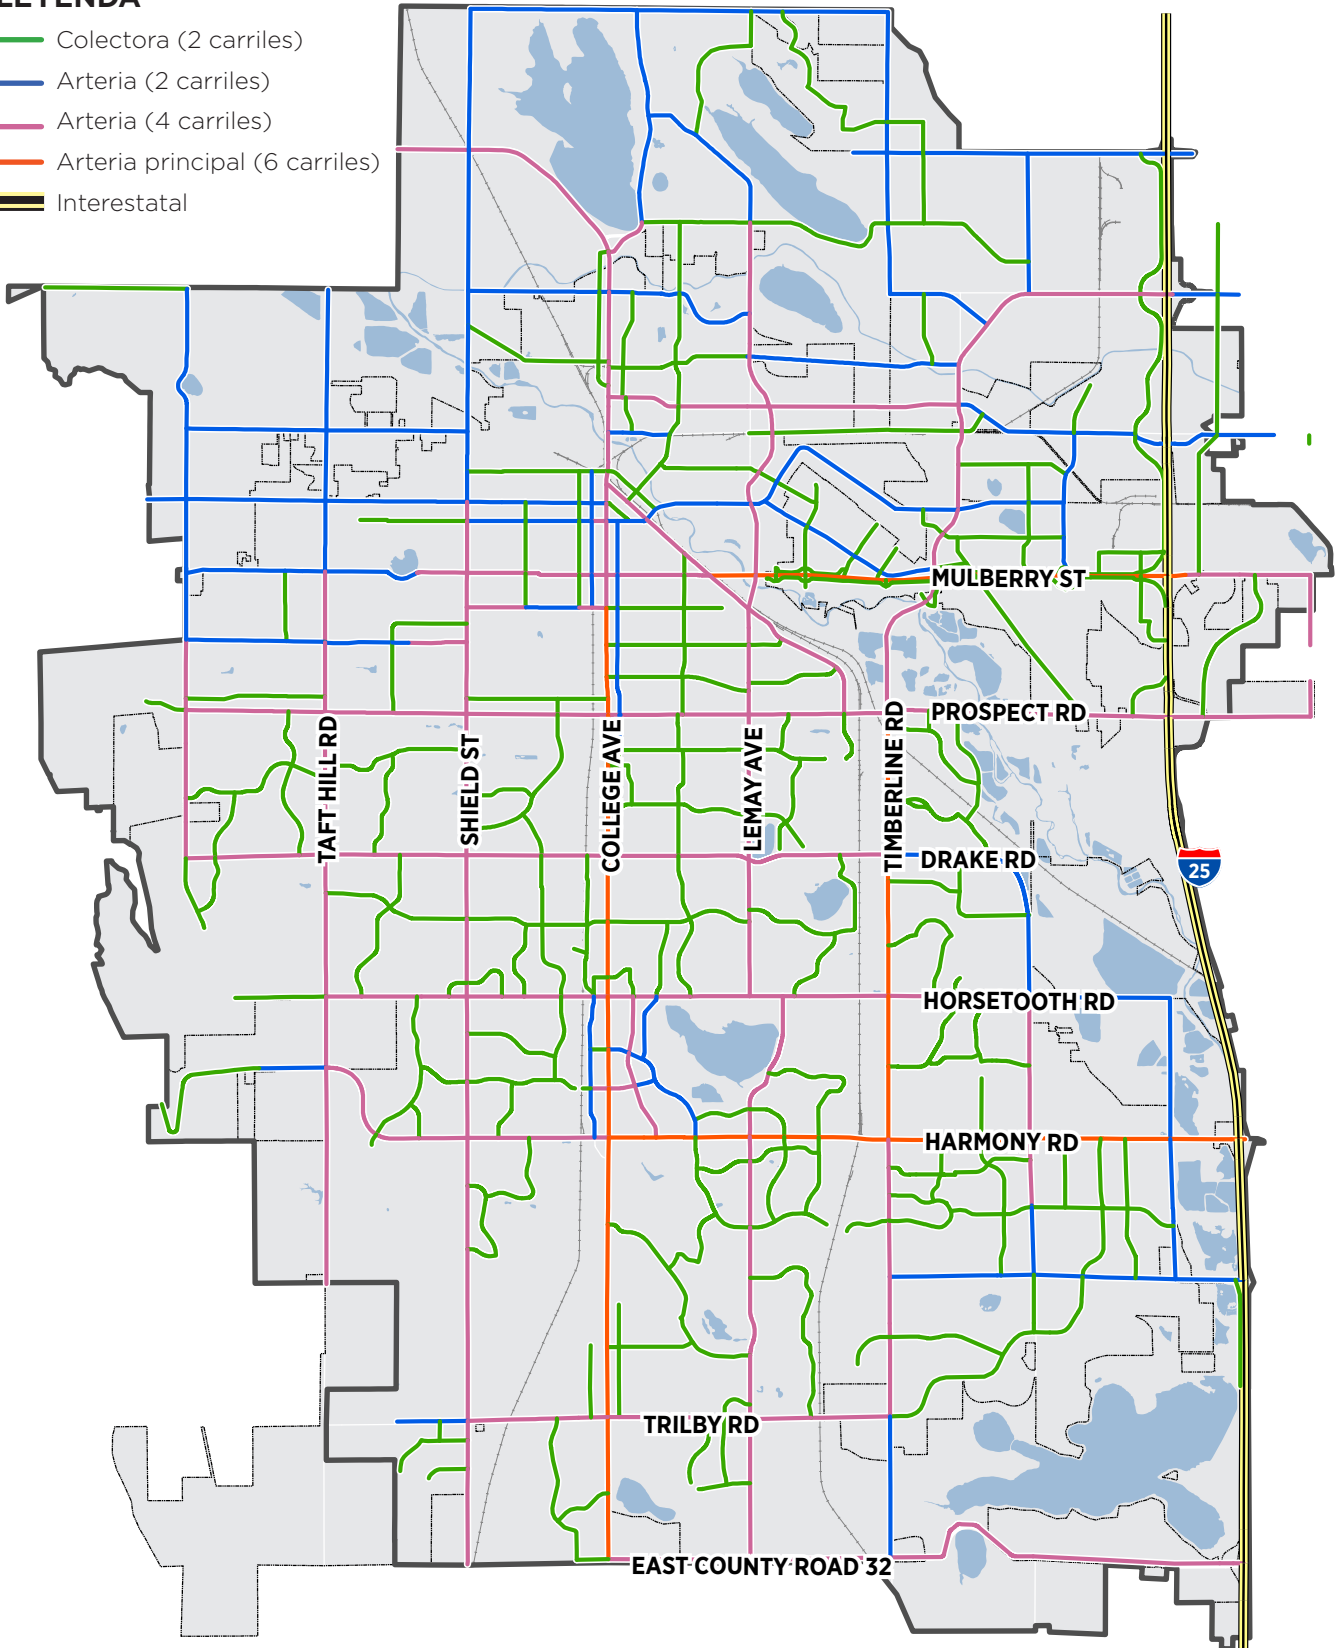 LEYENDA
Colectora (2 carriles)
Arteria (2 carriles)
Arteria (4 carriles)
Arteria principal (6 carriles)
Interestatal
MULBERRY ST
PROSPECT RD
TAFT HILL RD
SHIELD ST
COLLEGE AVE
LEMAY AVE
TIMBERLINE RD
DRAKE RD
25
HORSETOOTH RD
HARMONY RD
TRILBY RD
EAST COUNTY ROAD 32